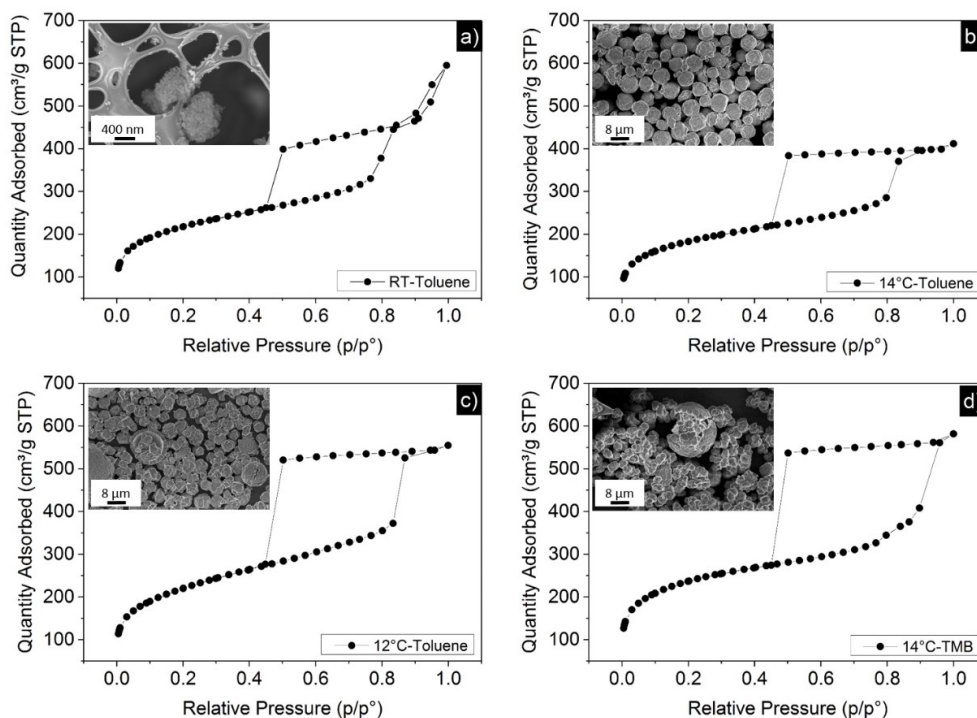 a)
700
600
500
400
300
200
100
Quantity Adsorbed (cm³/g STP)
400 nm
RT-Toluene
0.0 0.2 0.4 0.6 0.8 1.0
Relative Pressure (p/p°)
b)
700
600
500
400
300
200
100
Quantity Adsorbed (cm³/g STP)
8 µm
14°C-Toluene
0.0 0.2 0.4 0.6 0.8 1.0
Relative Pressure (p/p°)
c)
700
600
500
400
300
200
100
Quantity Adsorbed (cm³/g STP)
8 µm
12°C-Toluene
0.0 0.2 0.4 0.6 0.8 1.0
Relative Pressure (p/p°)
d)
700
600
500
400
300
200
100
Quantity Adsorbed (cm³/g STP)
8 µm
14°C-TMB
0.0 0.2 0.4 0.6 0.8 1.0
Relative Pressure (p/p°)